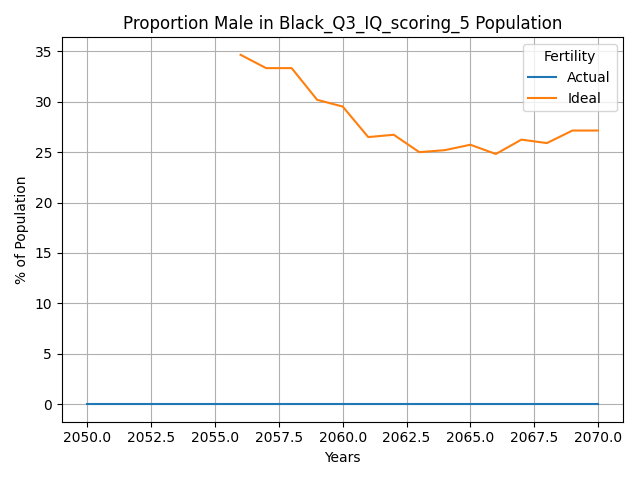 Proportion Male in Black_Q3_IQ_scoring_5 Population
Fertility
Actual
Ideal
% of Population
35
30
25
20
15
10
5
0
2050.0 2052.5 2055.0 2057.5 2060.0 2062.5 2065.0 2067.5 2070.0
Years